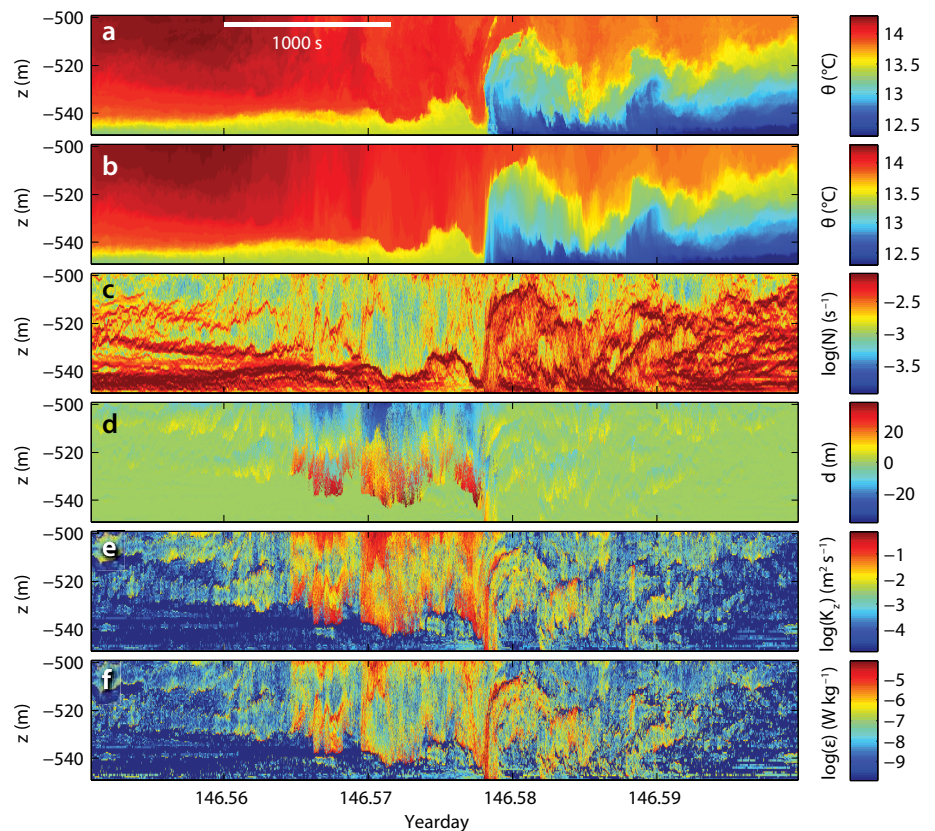 a
1000 s
z (m)
−500
−520
−540
14
13.5
13
12.5
θ (°C)
b
z (m)
−500
−520
−540
14
13.5
13
12.5
θ (°C)
c
z (m)
−500
−520
−540
−2.5
−3
−3.5
log(N) (s⁻¹)
d
z (m)
−500
−520
−540
20
0
−20
d (m)
e
z (m)
−500
−520
−540
−1
−2
−3
−4
log(K_z) (m² s⁻¹)
f
z (m)
−500
−520
−540
−5
−6
−7
−8
−9
log(ε) (W kg⁻¹)
146.56 146.57 146.58 146.59
Yearday